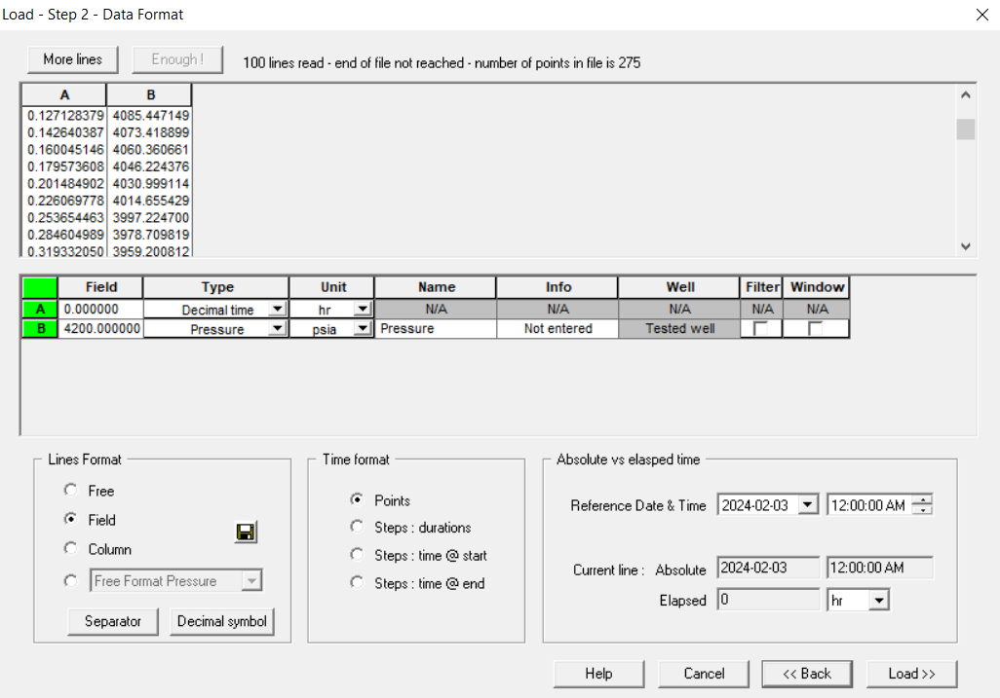 Load - Step 2 - Data Format
More lines Enough ! 100 lines read - end of file not reached - number of points in file is 275
A B
0.127128379 4085.447149
0.142640387 4073.418899
0.160045146 4060.360661
0.179573608 4046.224376
0.201484902 4030.999114
0.226069778 4014.655429
0.253654463 3997.224700
0.284604989 3978.709819
0.319332050 3959.200812
Field Type Unit Name Info Well Filter Window
A 0.000000 Decimal time hr N/A N/A N/A N/A N/A
B 4200.000000 Pressure psia Pressure Not entered Tested well
Lines Format
Free
Field
Column
Free Format Pressure
Separator Decimal symbol
Time format
Points
Steps : durations
Steps : time @ start
Steps : time @ end
Absolute vs elasped time
Reference Date & Time 2024-02-03 12:00:00 AM
Current line : Absolute 2024-02-03 12:00:00 AM
Elapsed 0 hr
Help Cancel << Back Load >>